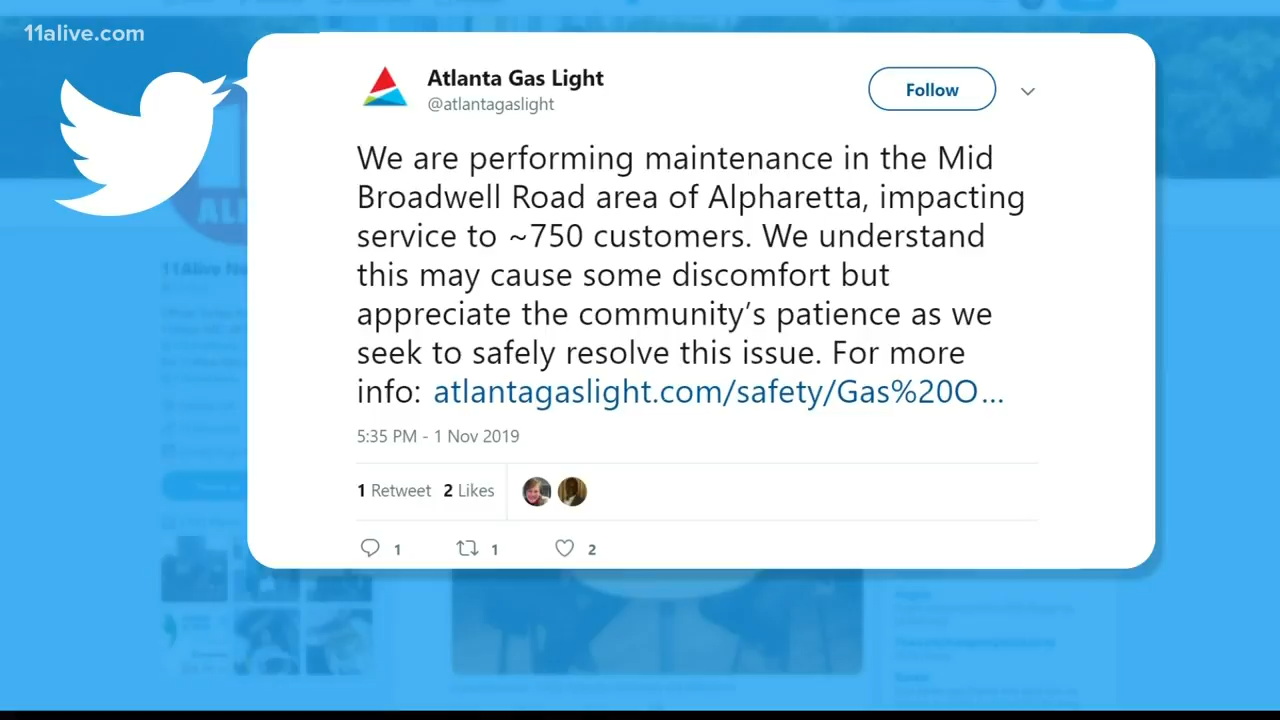 11alive.com
Atlanta Gas Light
@atlantagaslight
Follow
We are performing maintenance in the Mid
Broadwell Road area of Alpharetta, impacting
service to ~750 customers. We understand
this may cause some discomfort but
appreciate the community’s patience as we
seek to safely resolve this issue. For more
info: atlantagaslight.com/safety/Gas%20O...
5:35 PM - 1 Nov 2019
1 Retweet 2 Likes
1 1 2